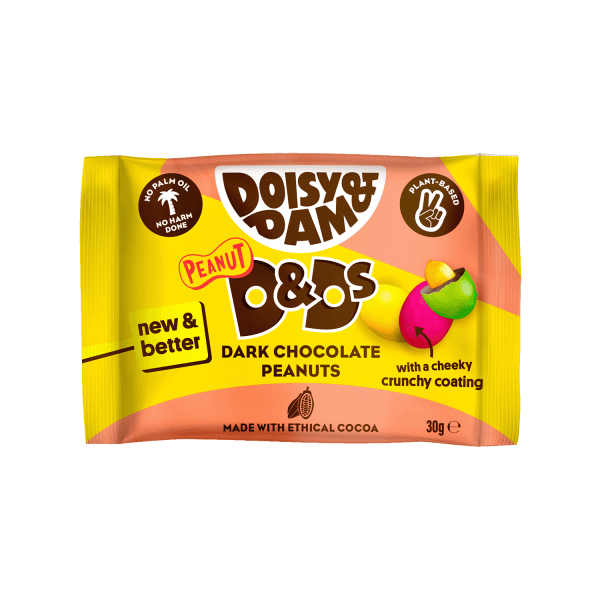 NO PALM OIL
NO HARM
DONE
DOISY &
DAM
PLANT-BASED
PEANUT
D&Ds
new &
better
DARK CHOCOLATE
PEANUTS
with a cheeky
crunchy coating
MADE WITH ETHICAL COCOA
30g ℮